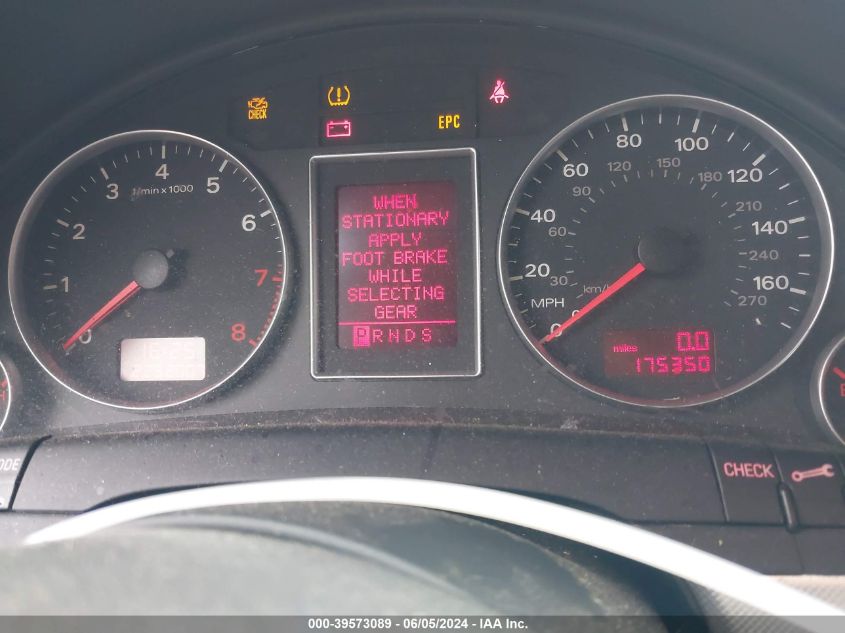 CHECK
EPC
1/min x 1000
0 1 2 3 4 5 6 7 8
WHEN
STATIONARY
APPLY
FOOT BRAKE
WHILE
SELECTING
GEAR
P R N D S
0 20 40 60 80 100 120 140 160
30 60 90 120 150 180 210 240 270
MPH
km/h
miles 0.0
175350
CHECK
000-39573089 - 06/05/2024 - IAA Inc.